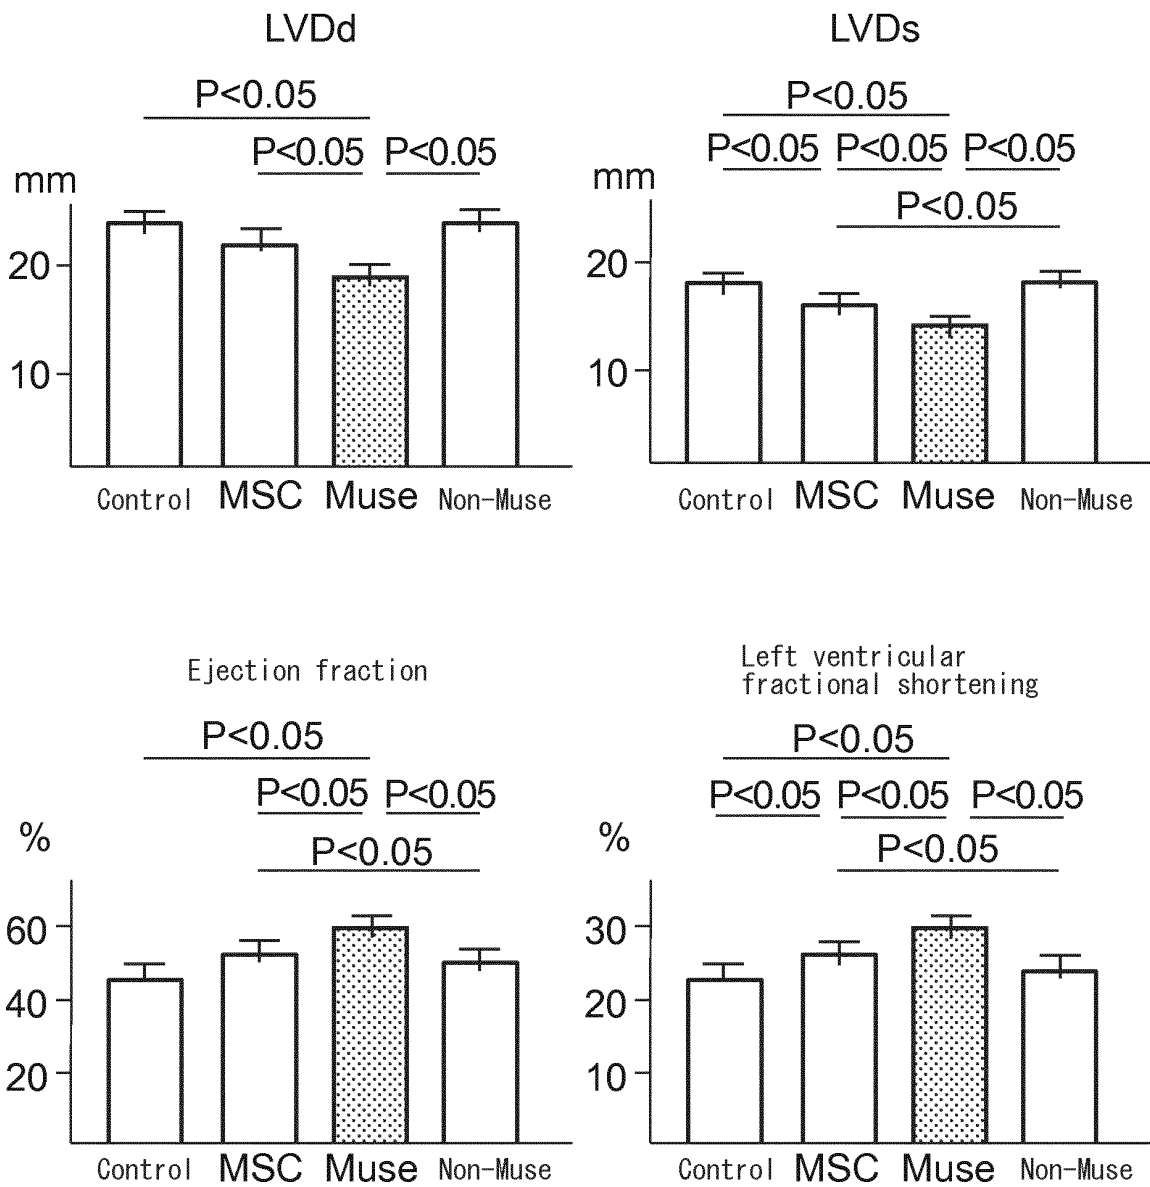 LVDd
P<0.05
P<0.05 P<0.05
mm
20
10
Control MSC Muse Non-Muse
LVDs
P<0.05
P<0.05 P<0.05 P<0.05
mm
P<0.05
20
10
Control MSC Muse Non-Muse
Ejection fraction
P<0.05
P<0.05 P<0.05
%
P<0.05
60
40
20
Control MSC Muse Non-Muse
Left ventricular
fractional shortening
P<0.05
P<0.05 P<0.05 P<0.05
%
P<0.05
30
20
10
Control MSC Muse Non-Muse